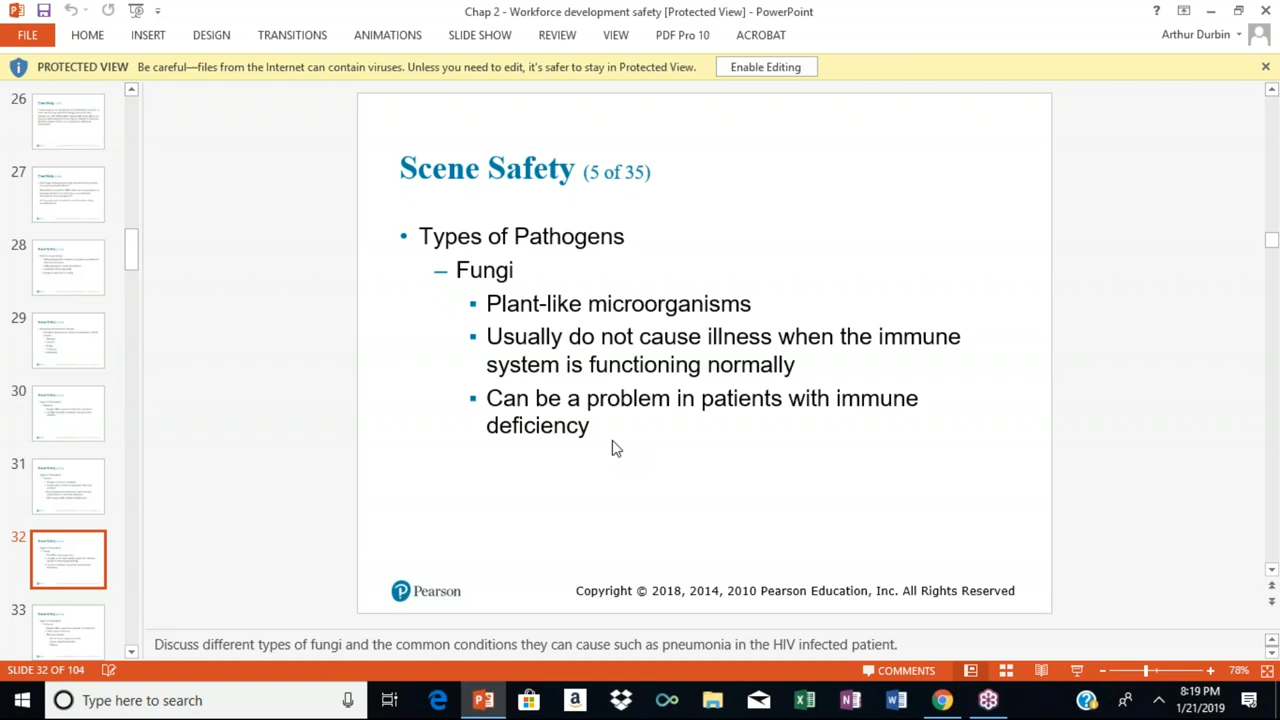 Chap 2 - Workforce development safety [Protected View] - PowerPoint
?
FILE HOME INSERT DESIGN TRANSITIONS ANIMATIONS SLIDE SHOW REVIEW VIEW PDF Pro 10 ACROBAT
Arthur Durbin
PROTECTED VIEW Be careful—files from the Internet can contain viruses. Unless you need to edit, it's safer to stay in Protected View. Enable Editing
26
27
28
29
30
31
32
33
Scene Safety (5 of 35)
• Types of Pathogens
– Fungi
▪ Plant-like microorganisms
▪ Usually do not cause illness when the immune
system is functioning normally
▪ Can be a problem in patients with immune
deficiency
Pearson
Copyright © 2018, 2014, 2010 Pearson Education, Inc. All Rights Reserved
Discuss different types of fungi and the common conditions they can cause such as pneumonia in the HIV infected patient.
SLIDE 32 OF 104
COMMENTS
78%
Type here to search
8:19 PM
1/21/2019